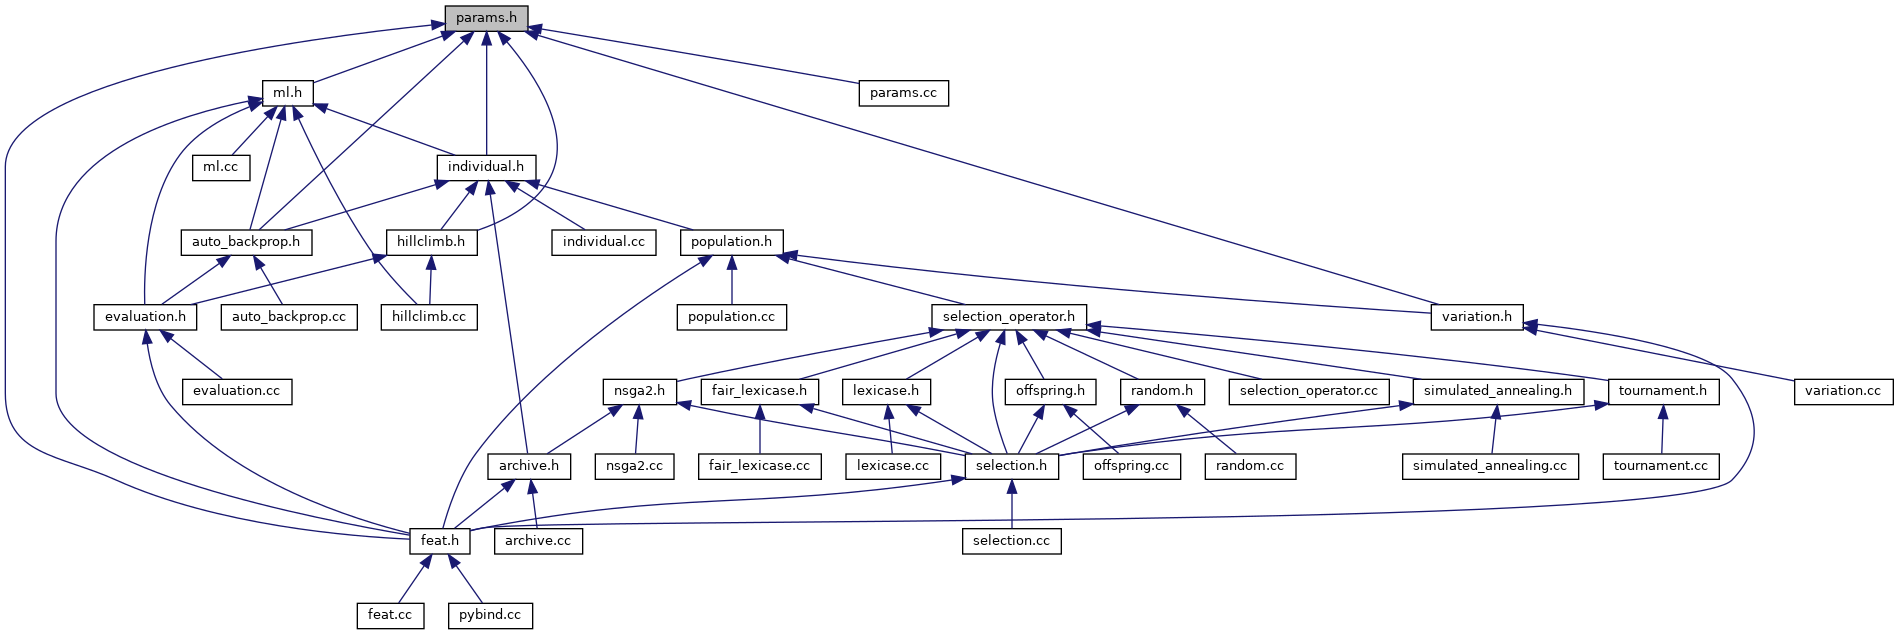 params.h
ml.h
params.cc
ml.cc
individual.h
auto_backprop.h
hillclimb.h
individual.cc
population.h
evaluation.h
auto_backprop.cc
hillclimb.cc
population.cc
selection_operator.h
variation.h
evaluation.cc
nsga2.h
fair_lexicase.h
lexicase.h
offspring.h
random.h
selection_operator.cc
simulated_annealing.h
tournament.h
variation.cc
archive.h
nsga2.cc
fair_lexicase.cc
lexicase.cc
selection.h
offspring.cc
random.cc
simulated_annealing.cc
tournament.cc
feat.h
archive.cc
selection.cc
feat.cc
pybind.cc